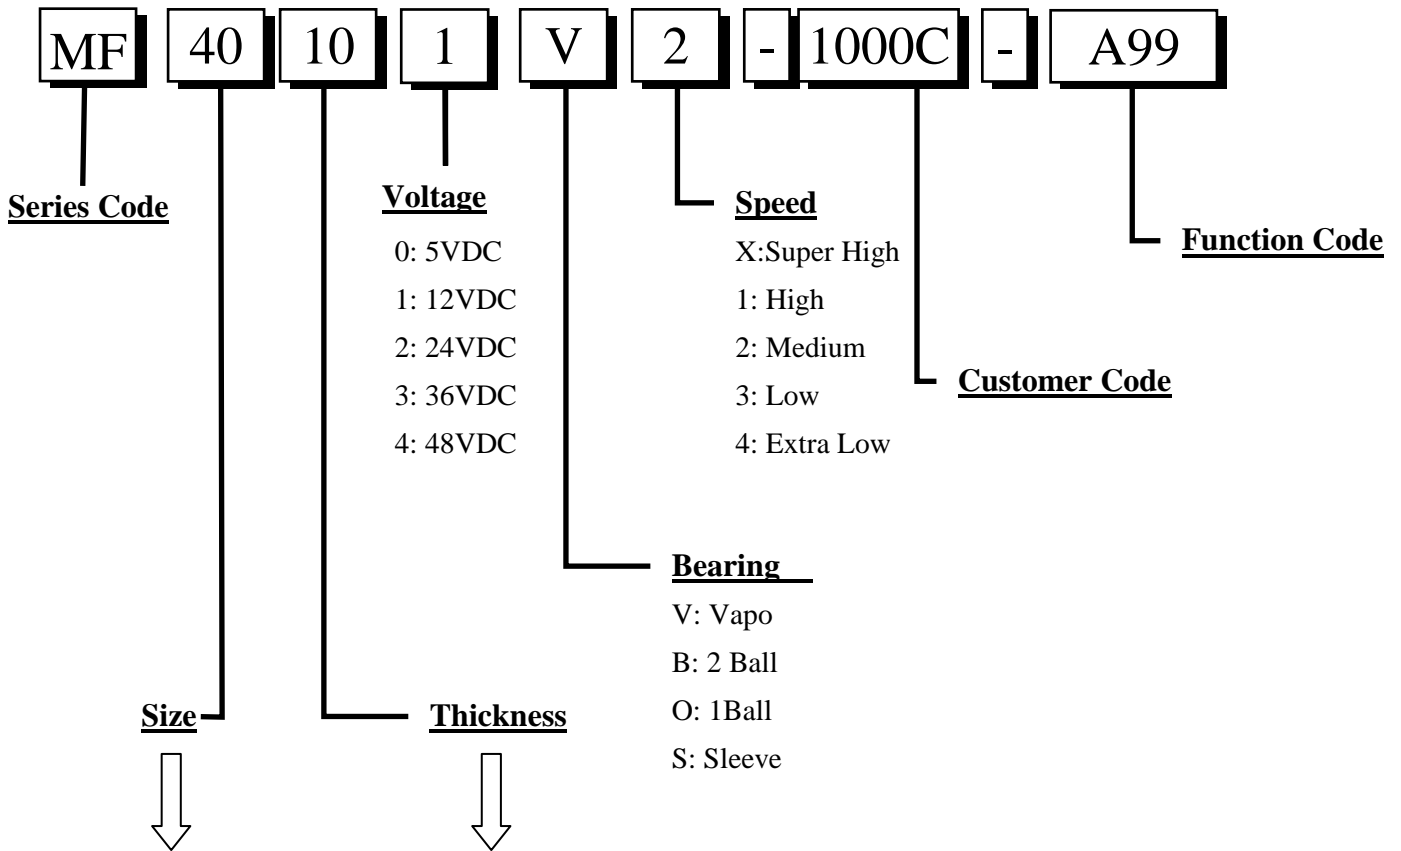 MF 40 10 1 V 2 - 1000C - A99
Series Code
Voltage
0: 5VDC
1: 12VDC
2: 24VDC
3: 36VDC
4: 48VDC
Speed
X:Super High
1: High
2: Medium
3: Low
4: Extra Low
Function Code
Customer Code
Bearing
V: Vapo
B: 2 Ball
O: 1Ball
S: Sleeve
Size
Thickness